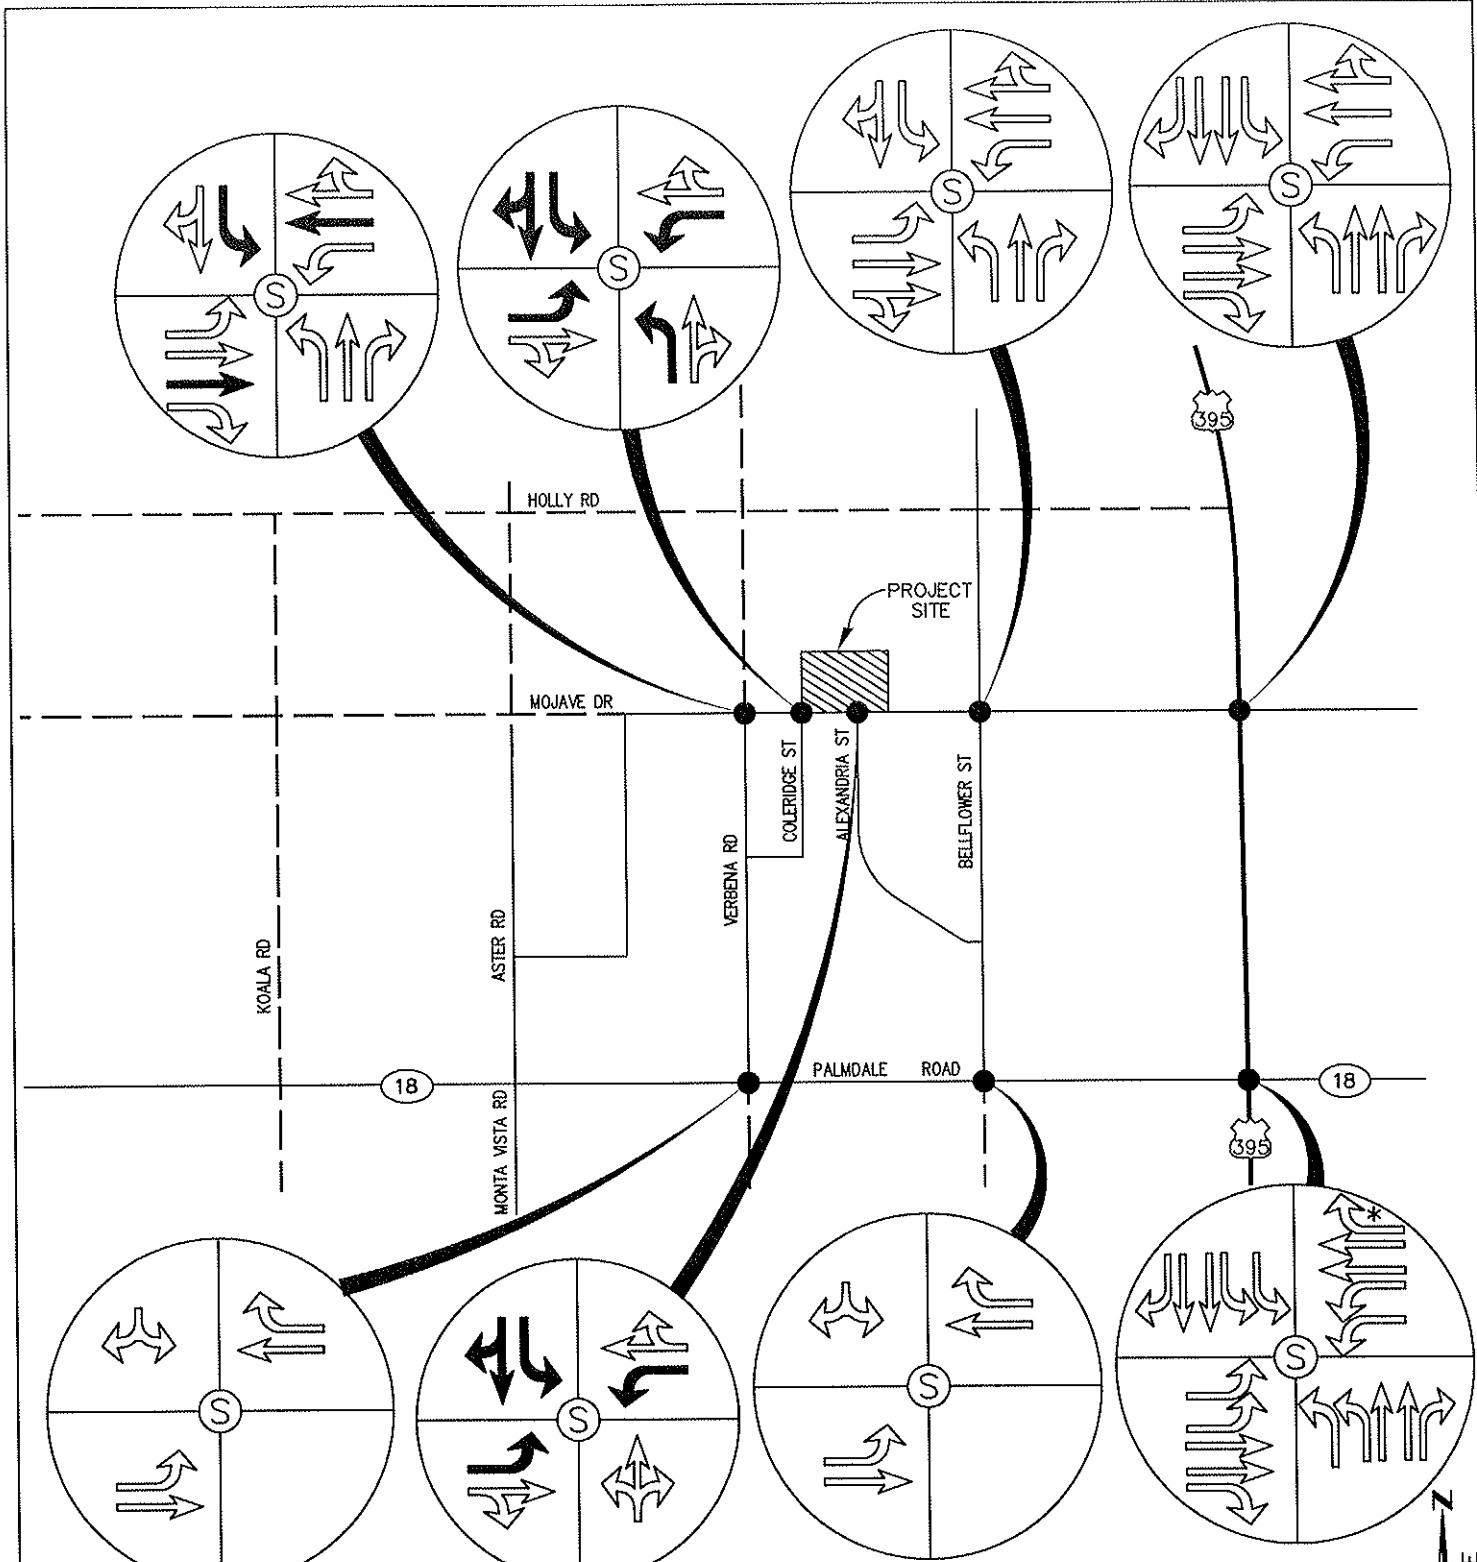 S
S
S
S
395
HOLLY RD
PROJECT
SITE
MOJAVE DR
COLERIDGE ST
ALEXANDRIA ST
BELLFLOWER ST
VERBENA RD
ASTER RD
KOALA RD
PALMDALE ROAD
18
18
MONTA VISTA RD
395
*
S
S
S
S
N